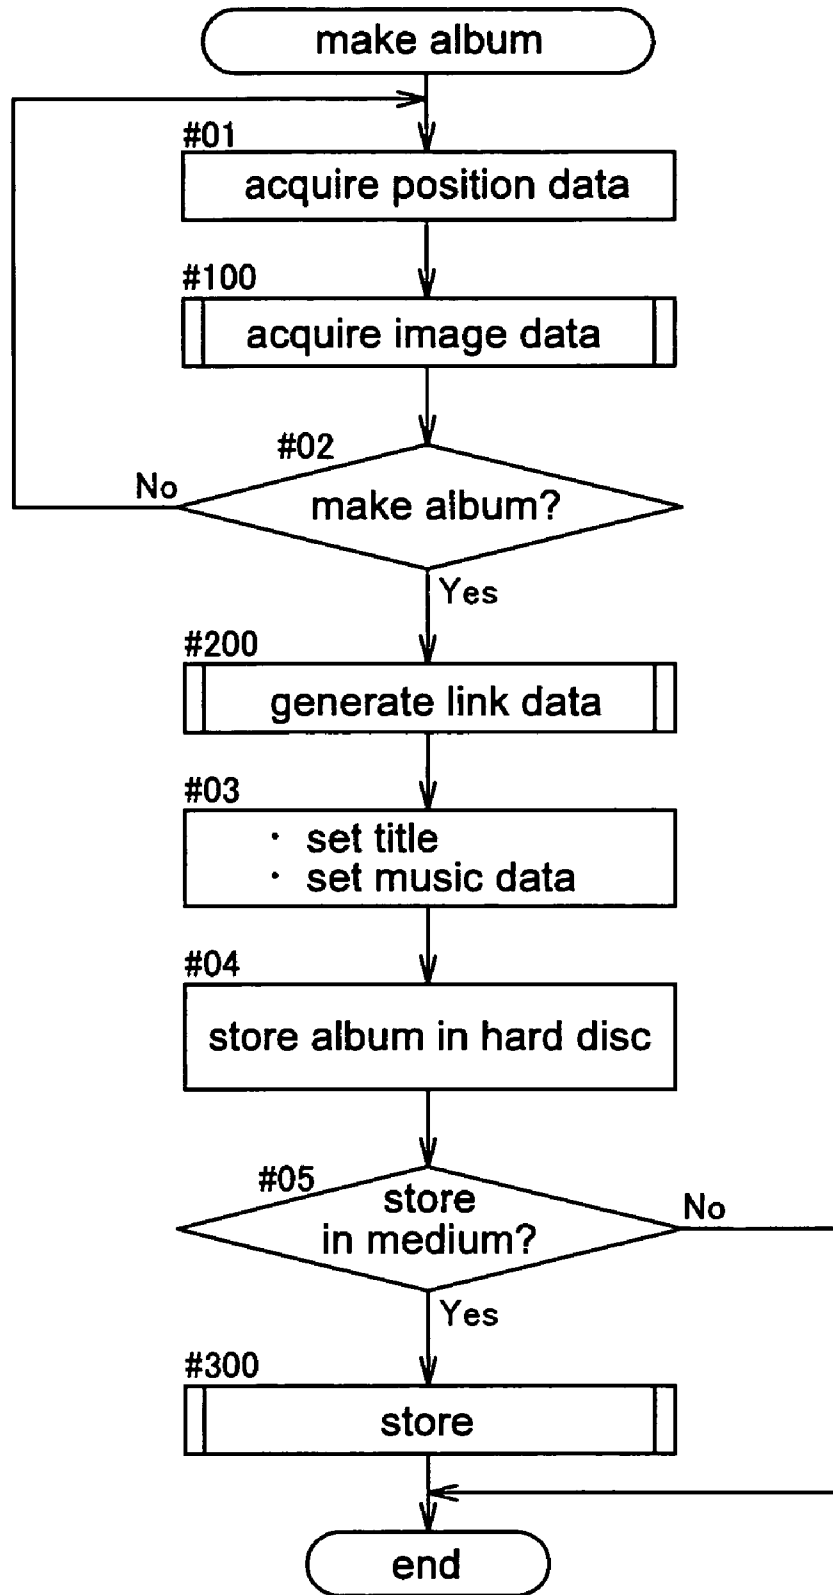 make album
#01
acquire position data
#100
acquire image data
#02
No
make album?
Yes
#200
generate link data
#03
· set title
· set music data
#04
store album in hard disc
#05
store
in medium?
No
Yes
#300
store
end